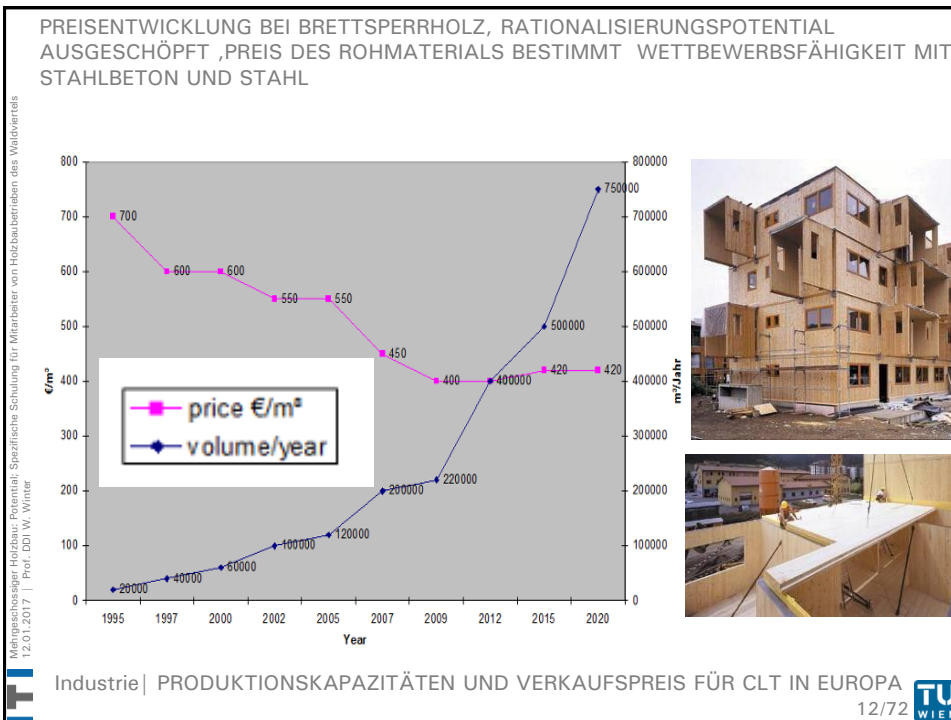 PREISENTWICKLUNG BEI BRETTSPERRHOLZ, RATIONALISIERUNGSPOTENTIAL
AUSGESCHÖPFT ,PREIS DES ROHMATERIALS BESTIMMT WETTBEWERBSFÄHIGKEIT MIT
STAHLBETON UND STAHL
Mehrgeschossiger Holzbau: Potential: Spezifische Schulung für Mitarbeiter von Holzbaubetrieben des Waldviertels
12.01.2017 | Prof. DDI W. Winter
800
700
600
500
400
300
200
100
0
€/m³
700
600
600
550
550
450
400
400000
420
420
20000
40000
60000
100000
120000
200000
220000
500000
750000
800000
700000
600000
500000
400000
300000
200000
100000
0
m³/Jahr
price €/m³
volume/year
1995 1997 2000 2002 2005 2007 2009 2012 2015 2020
Year
Industrie| PRODUKTIONSKAPAZITÄTEN UND VERKAUFSPREIS FÜR CLT IN EUROPA
12/72
TU
WIEN